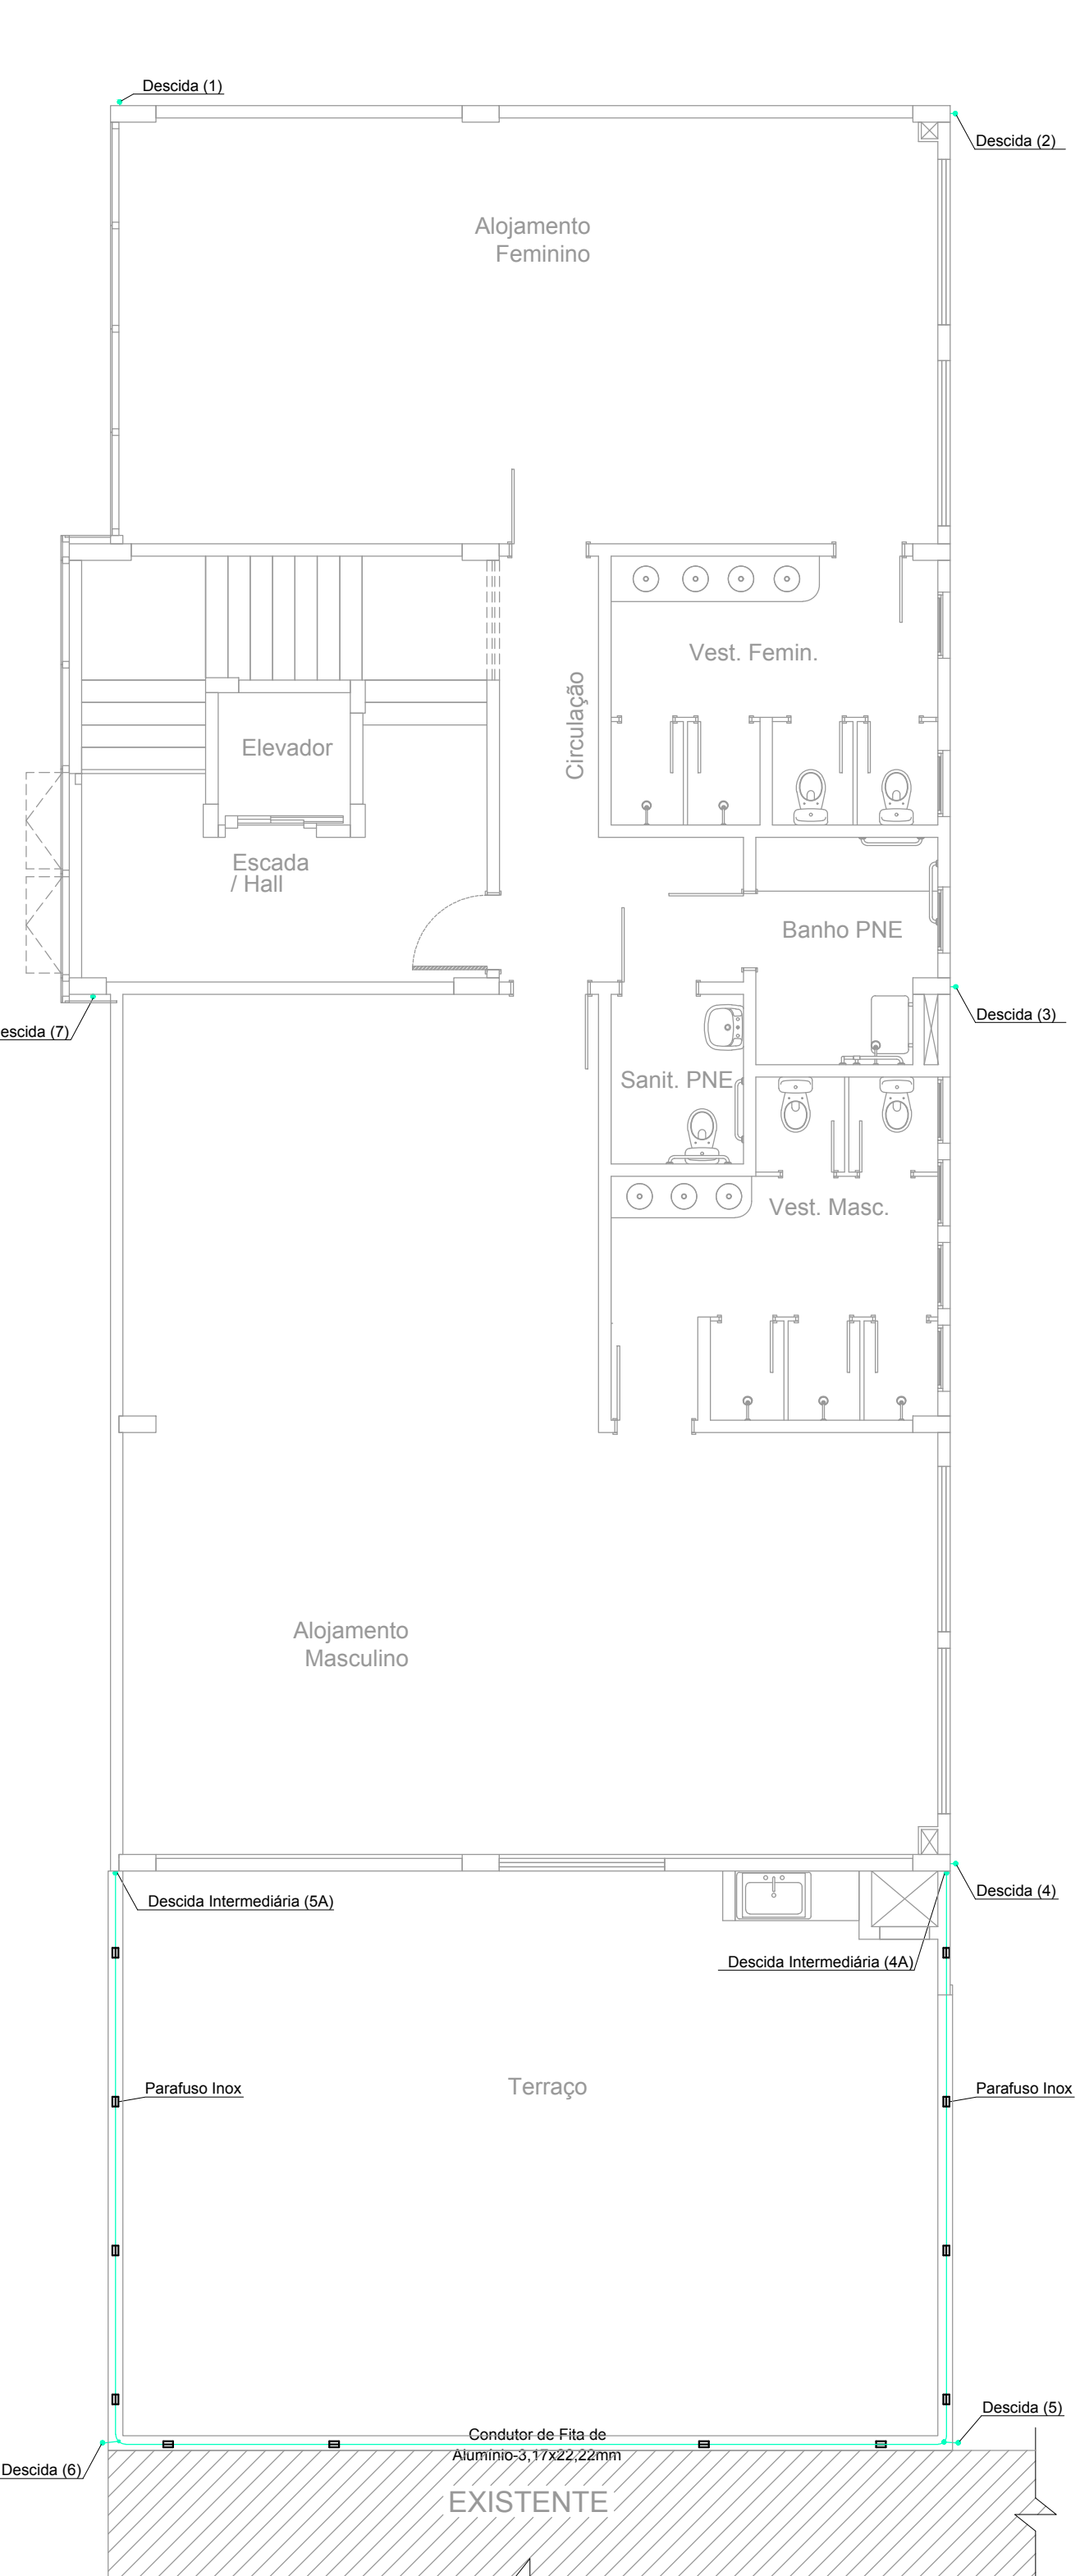 Descida (1)
Descida (2)
Alojamento
Feminino
Vest. Femin.
Circulação
Elevador
Escada
/ Hall
Banho PNE
Descida (3)
escida (7)
Sanit. PNE
Vest. Masc.
Alojamento
Masculino
Descida (4)
Descida Intermediária (5A)
Descida Intermediária (4A)
Terraço
Parafuso Inox
Parafuso Inox
Descida (5)
Condutor de Fita de
Alumínio-3,17x22,22mm
Descida (6)
EXISTENTE